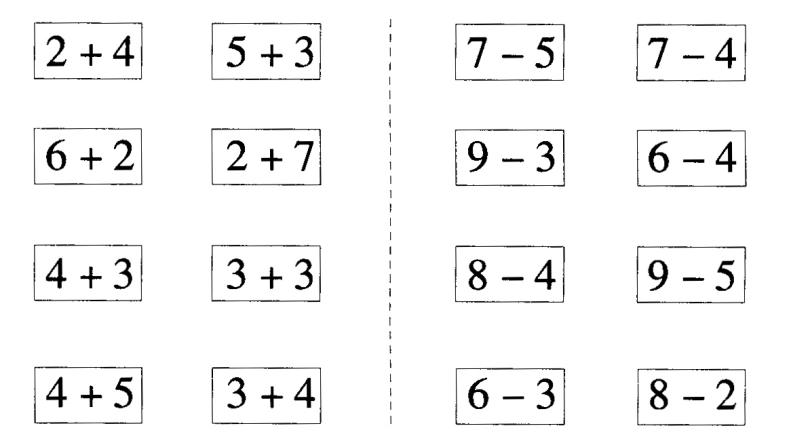 2 + 4 5 + 3 7 − 5 7 − 4
6 + 2 2 + 7 9 − 3 6 − 4
4 + 3 3 + 3 8 − 4 9 − 5
4 + 5 3 + 4 6 − 3 8 − 2